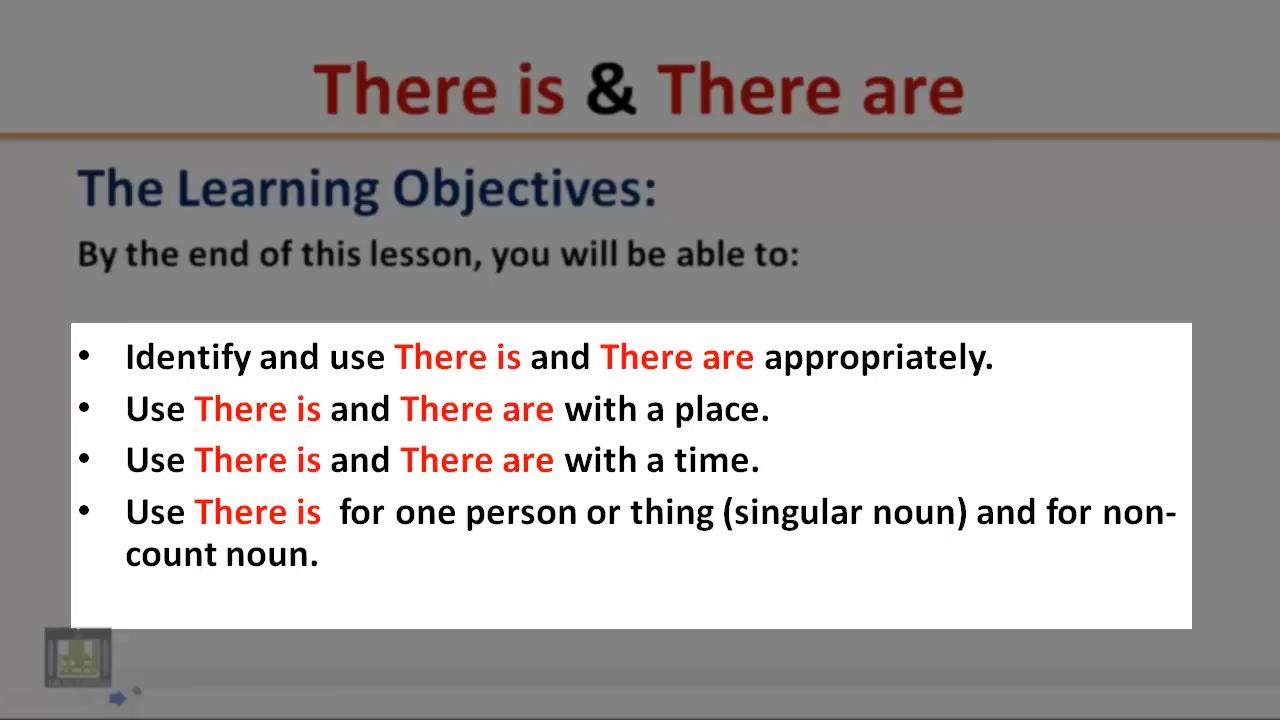 There is & There are
The Learning Objectives:
By the end of this lesson, you will be able to:
• Identify and use There is and There are appropriately.
• Use There is and There are with a place.
• Use There is and There are with a time.
• Use There is for one person or thing (singular noun) and for non-
count noun.